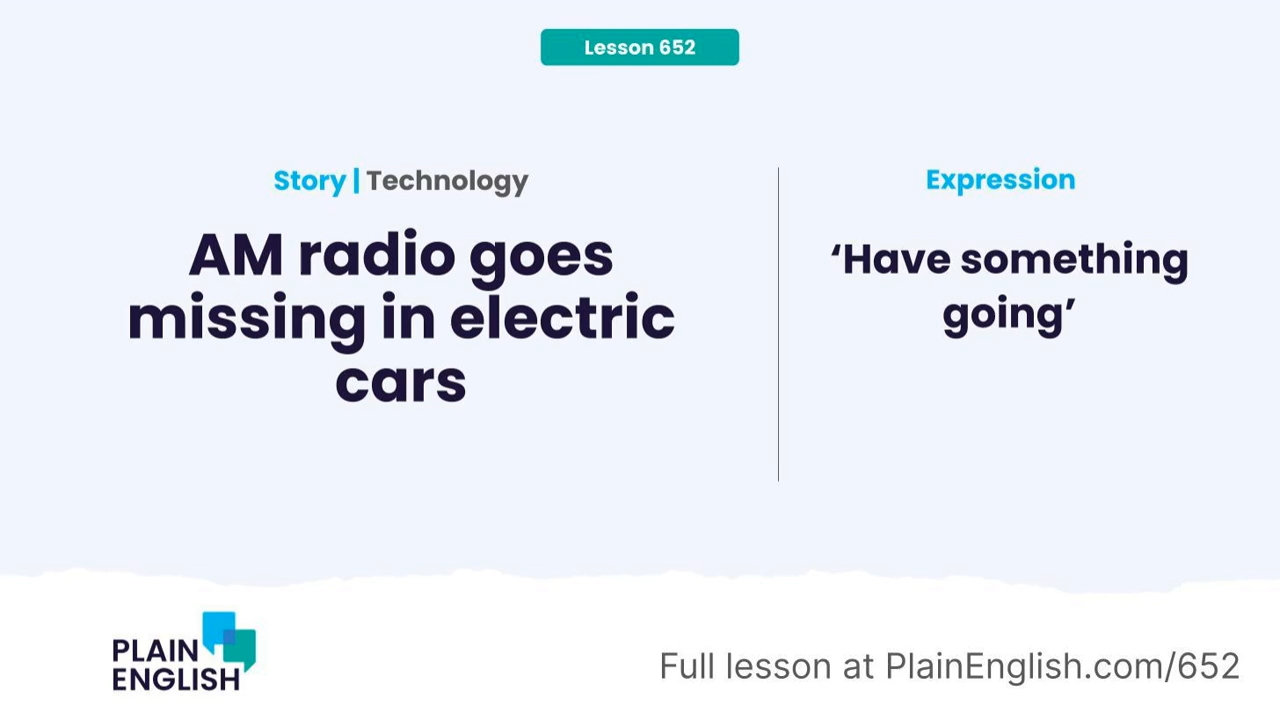 Lesson 652
Story | Technology
AM radio goes
missing in electric
cars
Expression
‘Have something
going’
PLAIN
ENGLISH
Full lesson at PlainEnglish.com/652